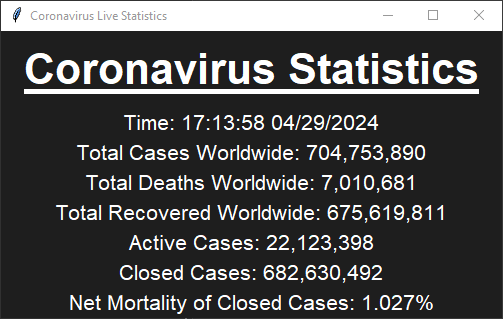 Coronavirus Live Statistics
Coronavirus Statistics
Time: 17:13:58 04/29/2024
Total Cases Worldwide: 704,753,890
Total Deaths Worldwide: 7,010,681
Total Recovered Worldwide: 675,619,811
Active Cases: 22,123,398
Closed Cases: 682,630,492
Net Mortality of Closed Cases: 1.027%